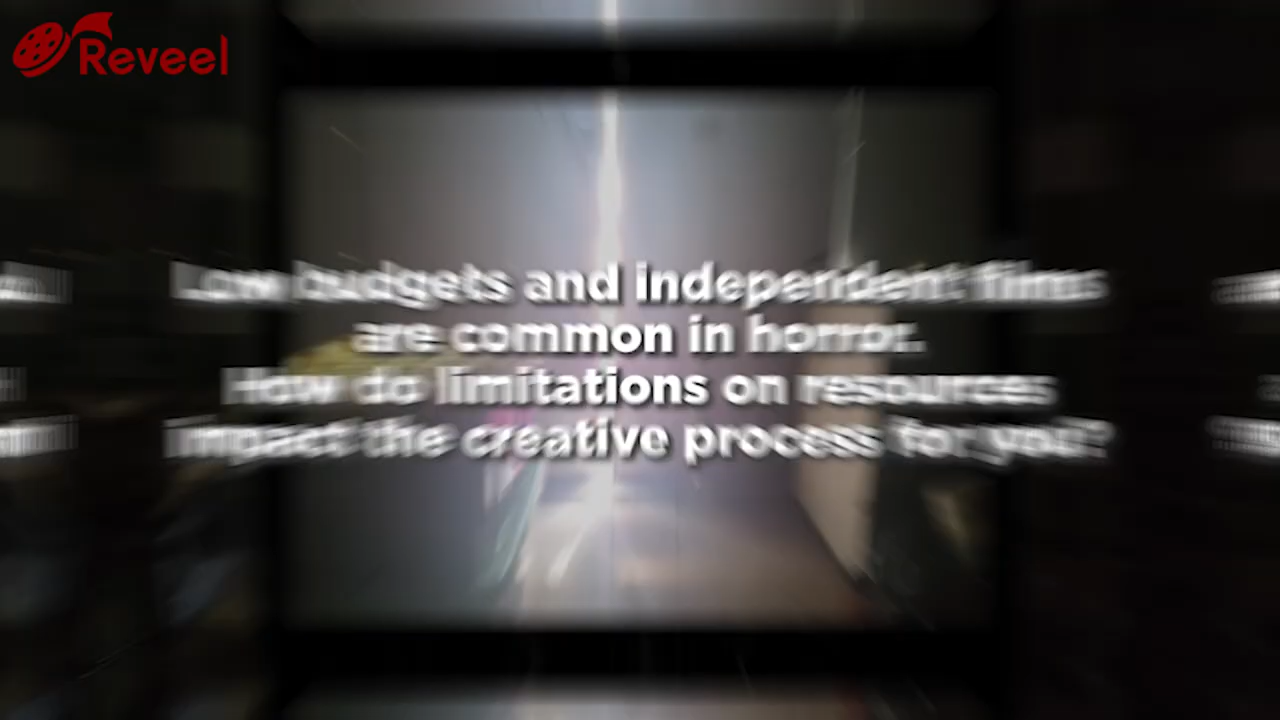 Reveel
Low budgets and independent films
are common in horror.
How do limitations on resources
impact the creative process for you?